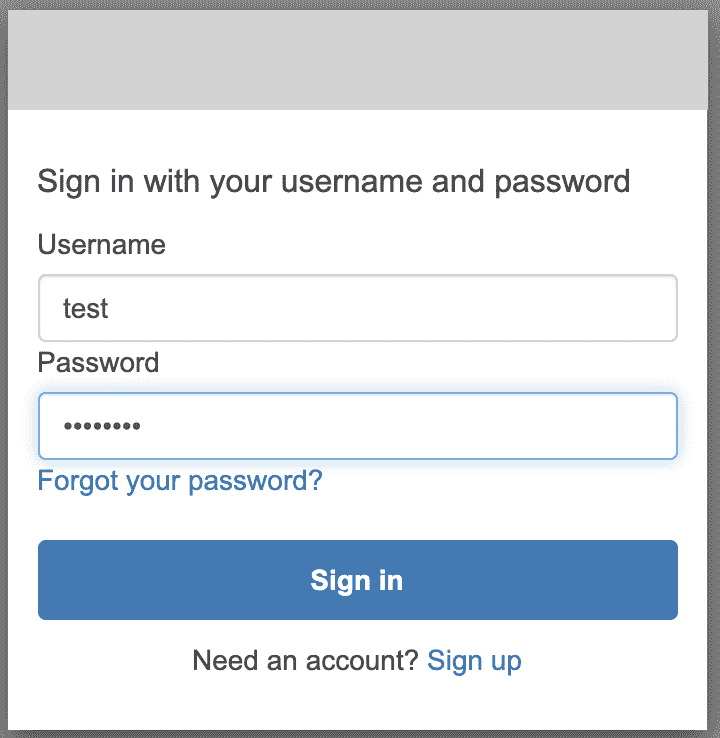 Sign in with your username and password
Username
test
Password
••••••••
Forgot your password?
Sign in
Need an account? Sign up